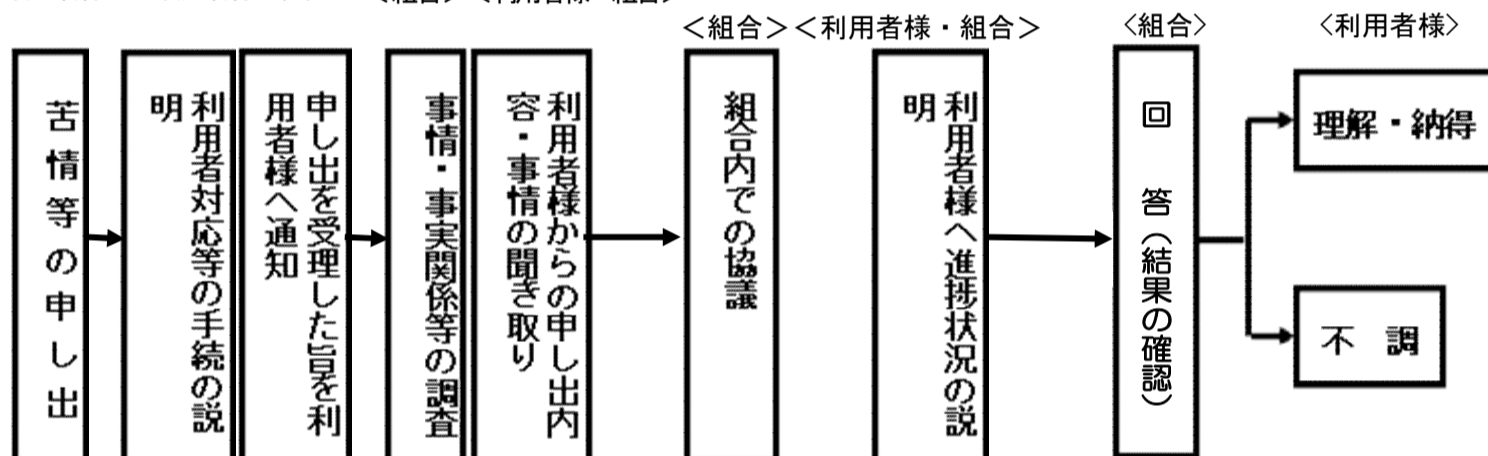 <組合>
<利用者様・組合>
<組合>
<利用者様>
苦情等の申し出
利用者対応等の手続の説
明
申し出を受理した旨を利
用者様へ通知
事情・事実関係等の調査
利用者様からの申し出内
容・事情の聞き取り
組合内での協議
利用者様へ進捗状況の説
明
回 答(結果の確認)
理解・納得
不 調